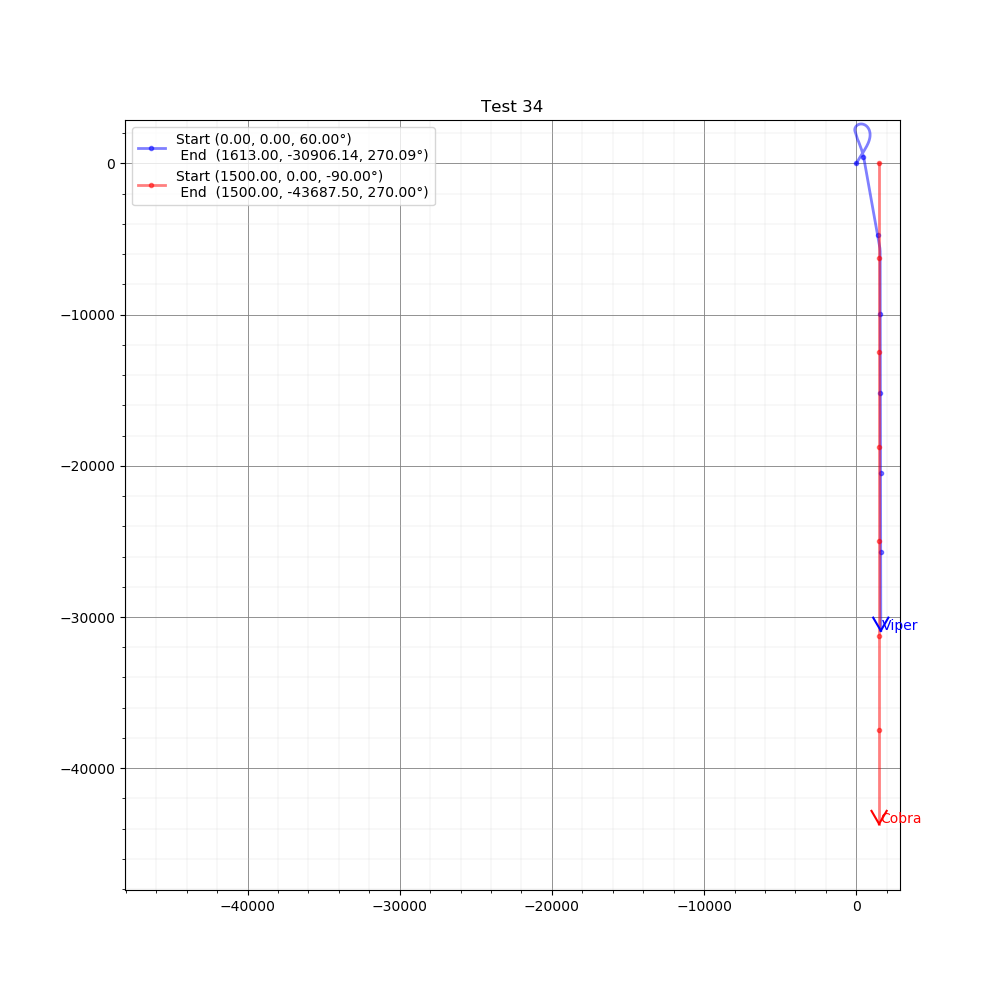 Test 34
Start (0.00, 0.00, 60.00°)
End (1613.00, -30906.14, 270.09°)
Start (1500.00, 0.00, -90.00°)
End (1500.00, -43687.50, 270.00°)
0
−10000
−20000
−30000
−40000
Viper
Cobra
−40000
−30000
−20000
−10000
0